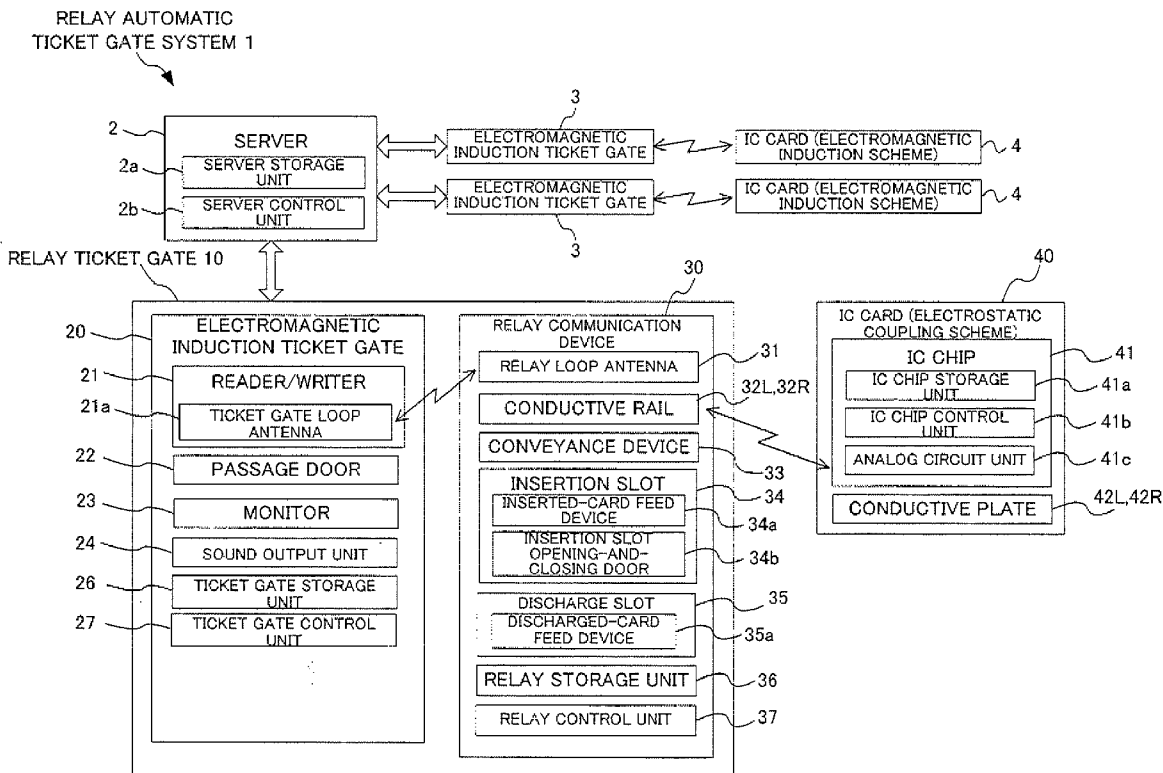 RELAY AUTOMATIC
TICKET GATE SYSTEM 1
2
SERVER
2a
SERVER STORAGE
UNIT
2b
SERVER CONTROL
UNIT
3
ELECTROMAGNETIC
INDUCTION TICKET GATE
IC CARD (ELECTROMAGNETIC
INDUCTION SCHEME)
4
ELECTROMAGNETIC
INDUCTION TICKET GATE
3
IC CARD (ELECTROMAGNETIC
INDUCTION SCHEME)
4
RELAY TICKET GATE 10
20
ELECTROMAGNETIC
INDUCTION TICKET GATE
21
READER/WRITER
21a
TICKET GATE LOOP
ANTENNA
22
PASSAGE DOOR
23
MONITOR
24
SOUND OUTPUT UNIT
26
TICKET GATE STORAGE
UNIT
27
TICKET GATE CONTROL
UNIT
30
RELAY COMMUNICATION
DEVICE
RELAY LOOP ANTENNA
31
CONDUCTIVE RAIL
32L,32R
CONVEYANCE DEVICE
33
INSERTION SLOT
34
INSERTED-CARD FEED
DEVICE
34a
INSERTION SLOT
OPENING-AND-
CLOSING DOOR
34b
DISCHARGE SLOT
35
DISCHARGED-CARD
FEED DEVICE
35a
RELAY STORAGE UNIT
36
RELAY CONTROL UNIT
37
40
IC CARD (ELECTROSTATIC
COUPLING SCHEME)
IC CHIP
41
IC CHIP STORAGE
UNIT
41a
IC CHIP CONTROL
UNIT
41b
ANALOG CIRCUIT UNIT
41c
CONDUCTIVE PLATE
42L,42R